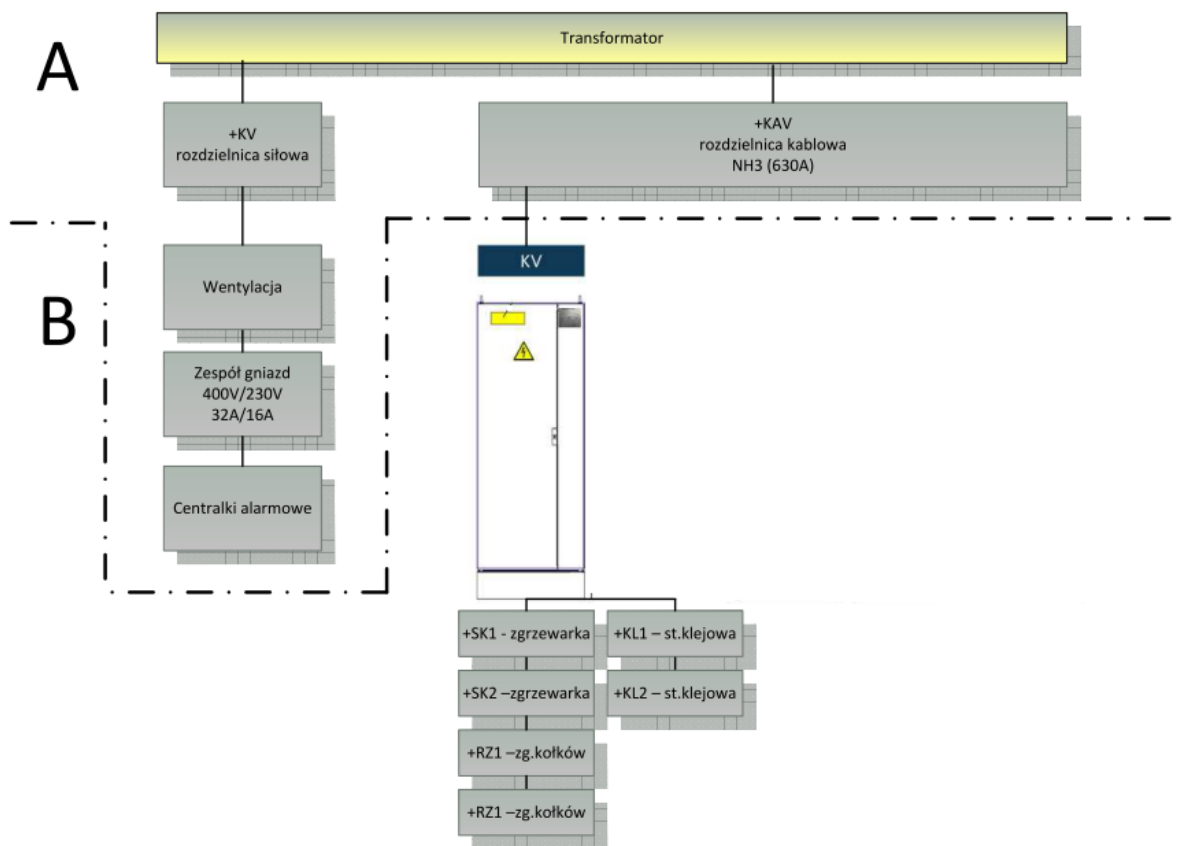 A
Transformator
+KV
rozdzielnica siłowa
+KAV
rozdzielnica kablowa
NH3 (630A)
B
Wentylacja
KV
Zespół gniazd
400V/230V
32A/16A
Centralki alarmowe
+SK1 - zgrzewarka
+KL1 – st.klejowa
+SK2 –zgrzewarka
+KL2 – st.klejowa
+RZ1 –zg.kołków
+RZ1 –zg.kołków